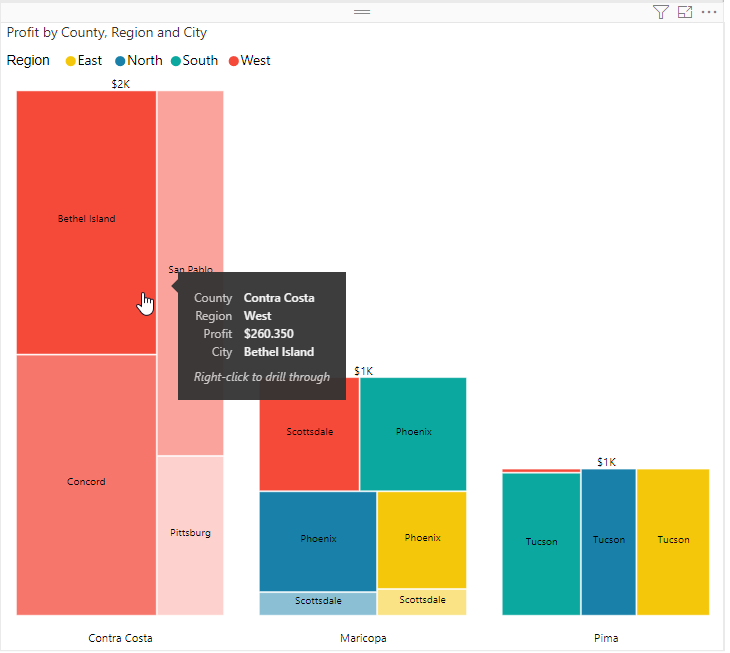 Profit by County, Region and City
Region East North South West
$2K
Bethel Island
San Pablo
County Contra Costa
Region West
Profit $260.350
City Bethel Island
Right-click to drill through
$1K
Scottsdale
Phoenix
$1K
Concord
Pittsburg
Phoenix
Phoenix
Tucson
Tucson
Tucson
Scottsdale
Scottsdale
Contra Costa
Maricopa
Pima